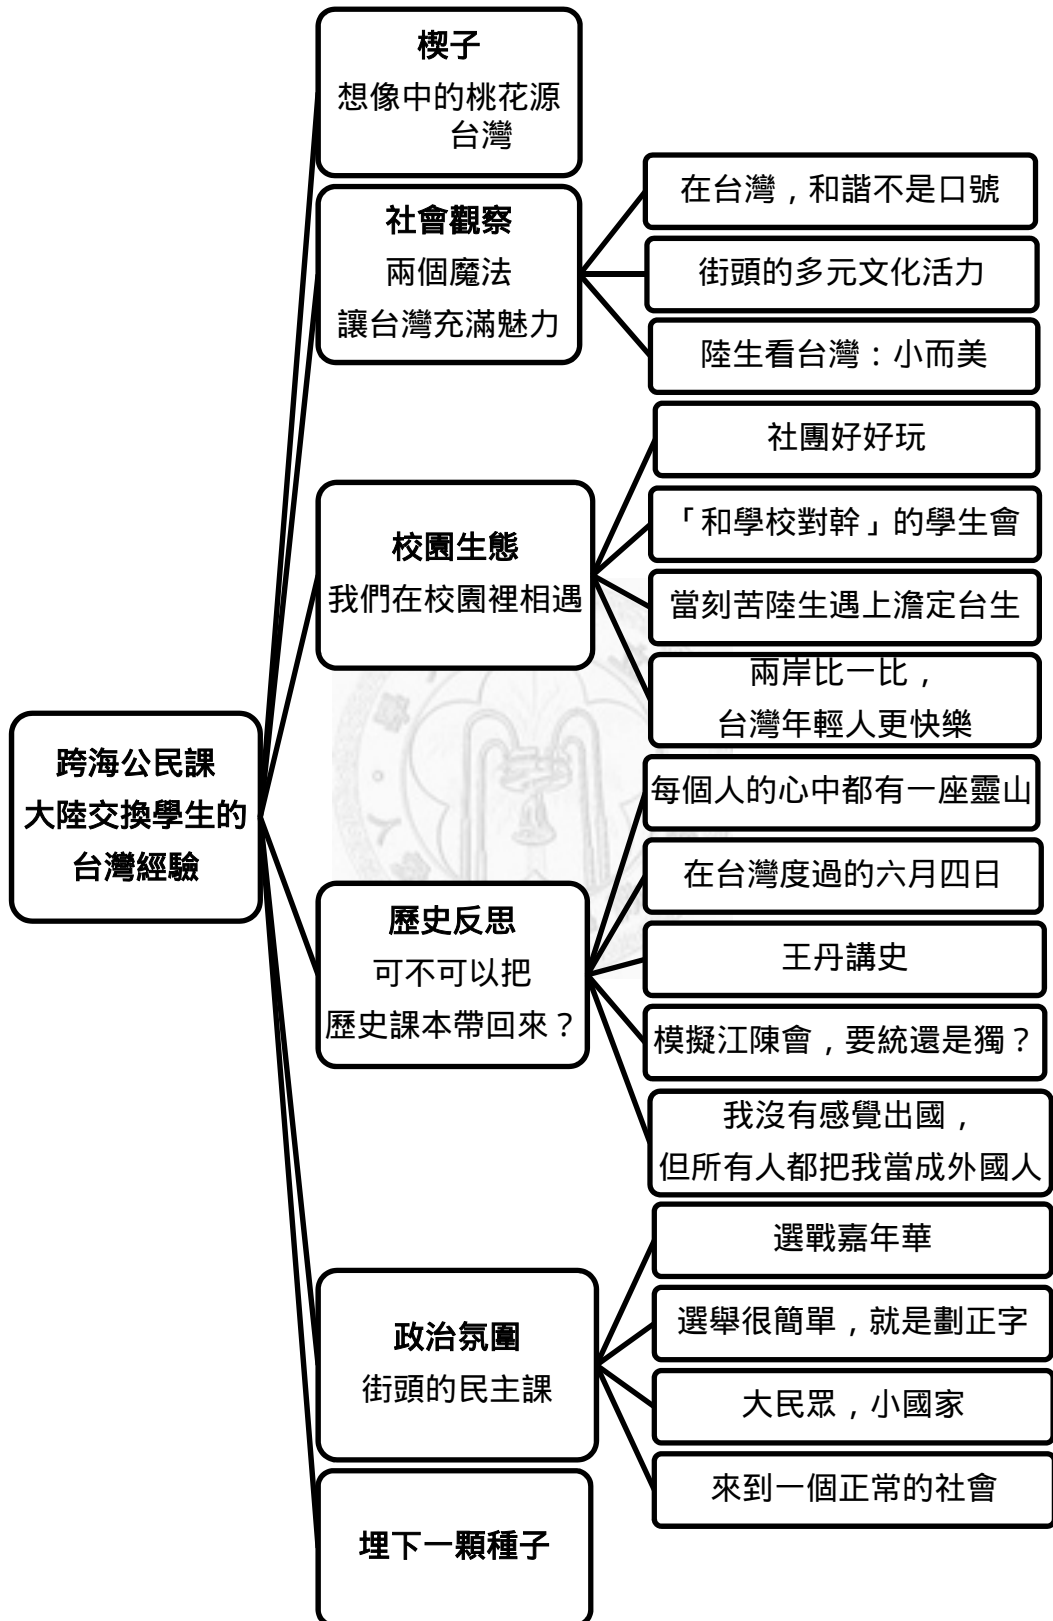 楔子
想像中的桃花源
台灣
社會觀察
兩個魔法
讓台灣充滿魅力
在台灣，和諧不是口號
街頭的多元文化活力
陸生看台灣：小而美
校園生態
我們在校園裡相遇
社團好好玩
「和學校對幹」的學生會
當刻苦陸生遇上澹定台生
兩岸比一比，
台灣年輕人更快樂
跨海公民課
大陸交換學生的
台灣經驗
歷史反思
可不可以把
歷史課本帶回來？
每個人的心中都有一座靈山
在台灣度過的六月四日
王丹講史
模擬江陳會，要統還是獨？
我沒有感覺出國，
但所有人都把我當成外國人
政治氛圍
街頭的民主課
選戰嘉年華
選舉很簡單，就是劃正字
大民眾，小國家
來到一個正常的社會
埋下一顆種子